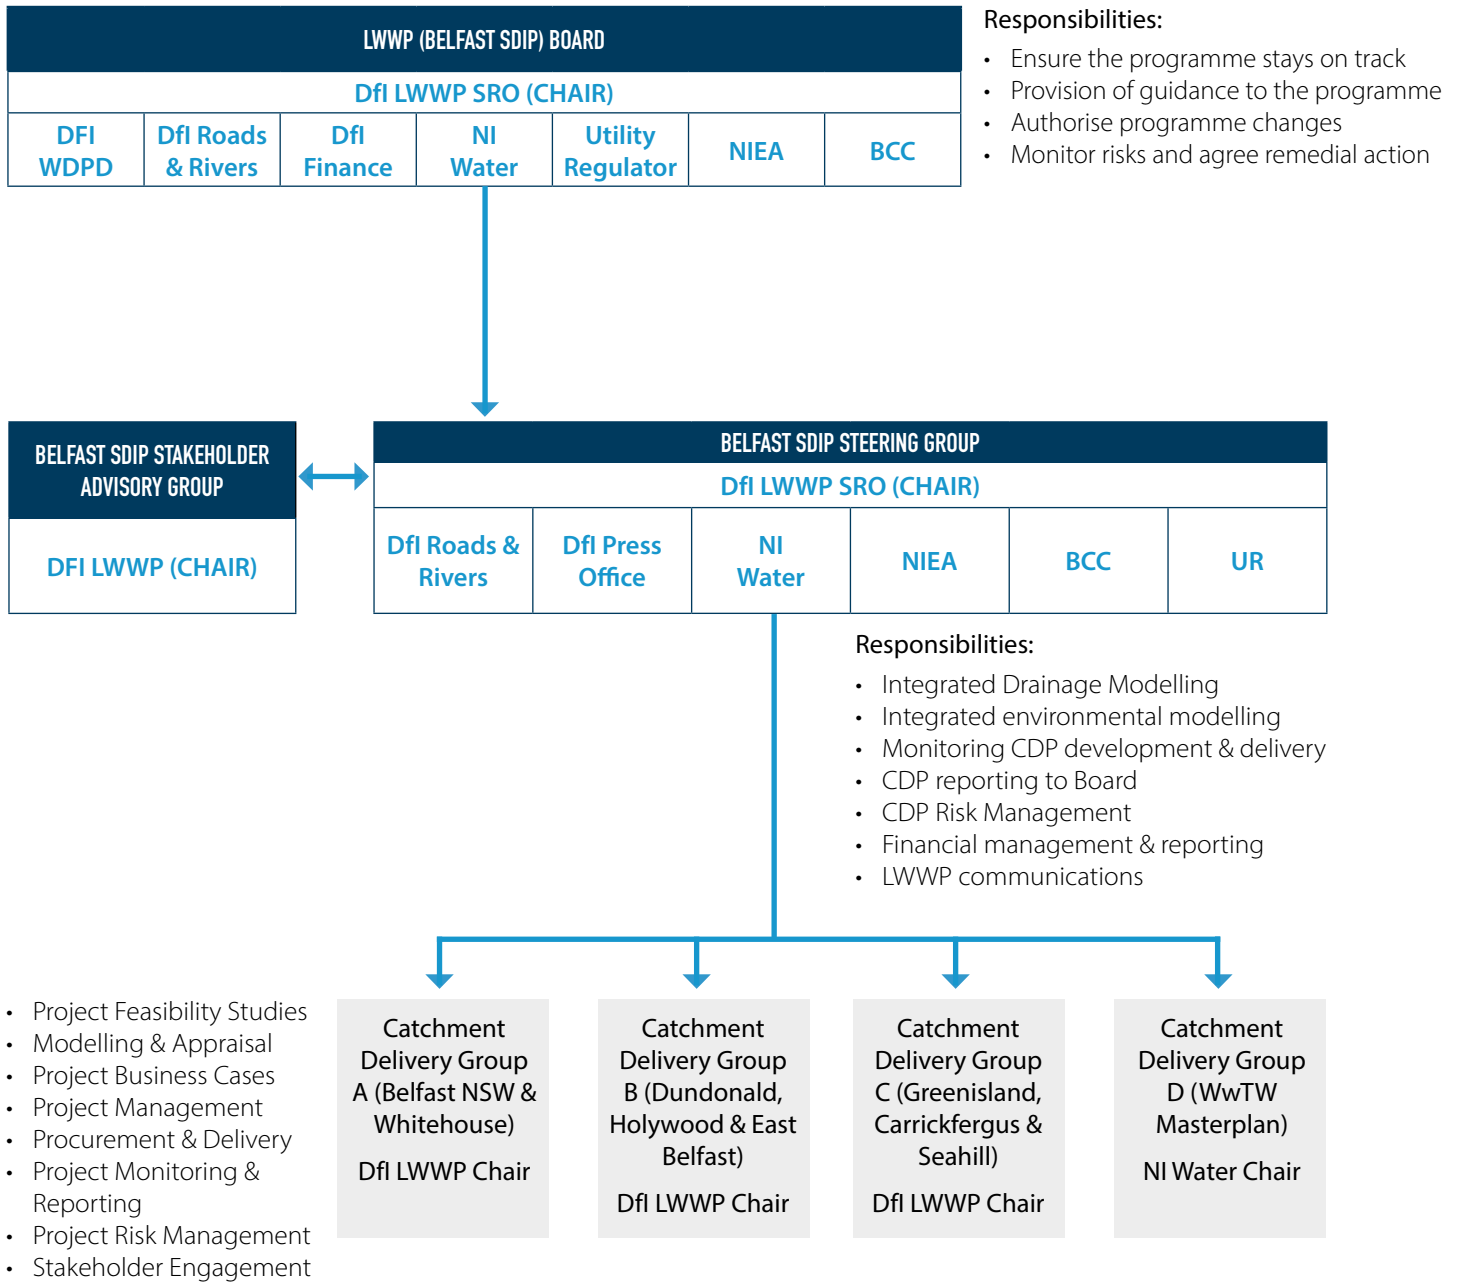 LWWP (BELFAST SDIP) BOARD
DfI LWWP SRO (CHAIR)
DFI
WDPD
DfI Roads
& Rivers
DfI
Finance
NI
Water
Utility
Regulator
NIEA
BCC
Responsibilities:
• Ensure the programme stays on track
• Provision of guidance to the programme
• Authorise programme changes
• Monitor risks and agree remedial action
BELFAST SDIP STAKEHOLDER
ADVISORY GROUP
DFI LWWP (CHAIR)
BELFAST SDIP STEERING GROUP
DfI LWWP SRO (CHAIR)
DfI Roads &
Rivers
DfI Press
Office
NI
Water
NIEA
BCC
UR
Responsibilities:
• Integrated Drainage Modelling
• Integrated environmental modelling
• Monitoring CDP development & delivery
• CDP reporting to Board
• CDP Risk Management
• Financial management & reporting
• LWWP communications
• Project Feasibility Studies
• Modelling & Appraisal
• Project Business Cases
• Project Management
• Procurement & Delivery
• Project Monitoring &
Reporting
• Project Risk Management
• Stakeholder Engagement
Catchment
Delivery Group
A (Belfast NSW &
Whitehouse)
DfI LWWP Chair
Catchment
Delivery Group
B (Dundonald,
Holywood & East
Belfast)
DfI LWWP Chair
Catchment
Delivery Group
C (Greenisland,
Carrickfergus &
Seahill)
DfI LWWP Chair
Catchment
Delivery Group
D (WwTW
Masterplan)
NI Water Chair